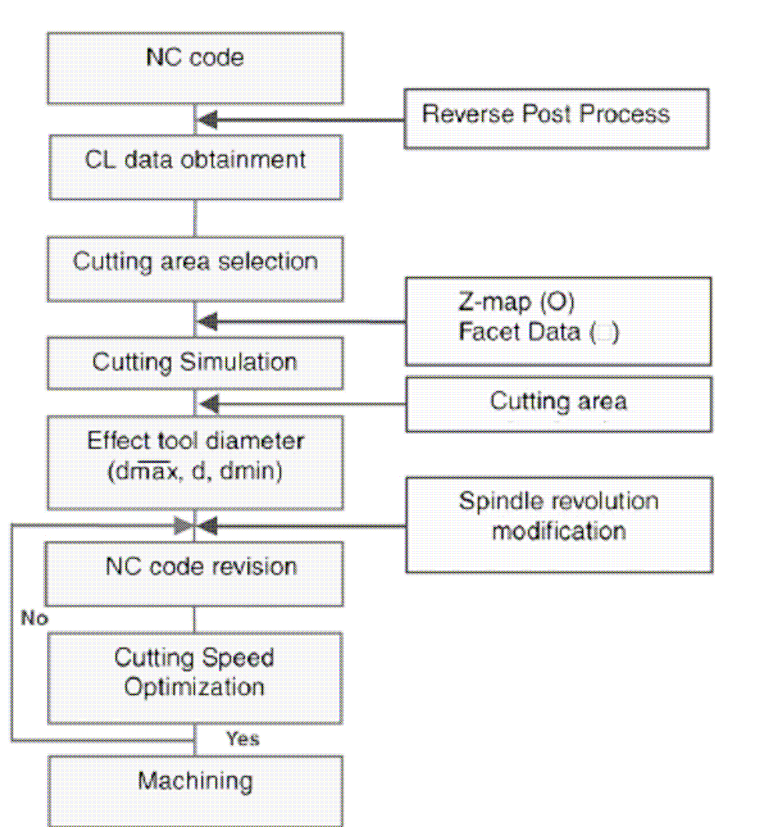 NC code
Reverse Post Process
CL data obtainment
Cutting area selection
Z-map (O)
Facet Data (□)
Cutting Simulation
Cutting area
Effect tool diameter
(dmax, d, dmin)
Spindle revolution
modification
NC code revision
No
Cutting Speed
Optimization
Yes
Machining